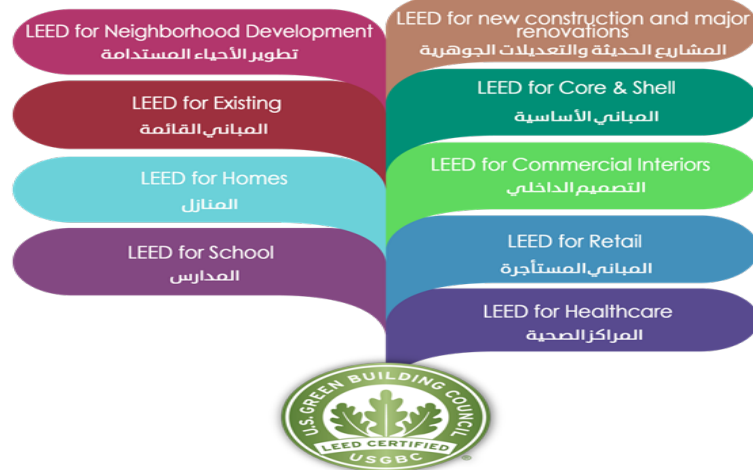 LEED for Neighborhood Development
تطوير الأحياء المستدامة
LEED for new construction and major
renovations
المشاريع الحديثة والتعديلات الجوهرية
LEED for Existing
المباني القائمة
LEED for Core & Shell
المباني الأساسية
LEED for Homes
المنازل
LEED for Commercial Interiors
التصميم الداخلي
LEED for School
المدارس
LEED for Retail
المباني المستأجرة
LEED for Healthcare
المراكز الصحية
U.S. GREEN BUILDING COUNCIL
LEED CERTIFIED
USGBC